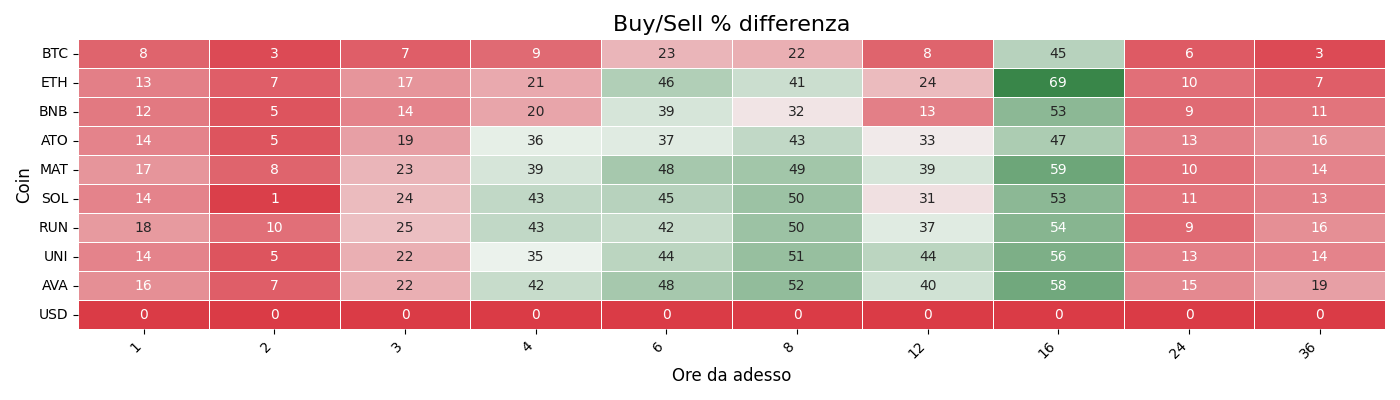 Buy/Sell % differenza
Coin
BTC 8 3 7 9 23 22 8 45 6 3
ETH 13 7 17 21 46 41 24 69 10 7
BNB 12 5 14 20 39 32 13 53 9 11
ATO 14 5 19 36 37 43 33 47 13 16
MAT 17 8 23 39 48 49 39 59 10 14
SOL 14 1 24 43 45 50 31 53 11 13
RUN 18 10 25 43 42 50 37 54 9 16
UNI 14 5 22 35 44 51 44 56 13 14
AVA 16 7 22 42 48 52 40 58 15 19
USD 0 0 0 0 0 0 0 0 0 0
1 2 3 4 6 8 12 16 24 36
Ore da adesso